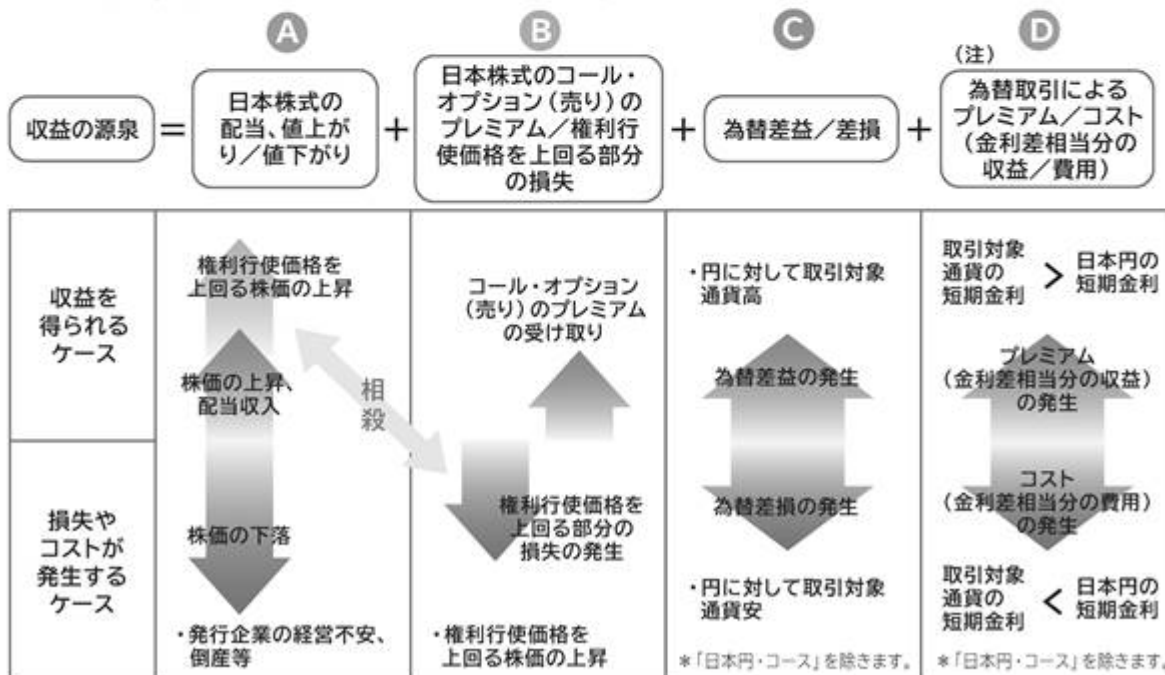 A
B
C
D
(注)
収益の源泉
=
日本株式の
配当、値上が
り/値下がり
+
日本株式のコール・
オプション(売り)の
プレミアム/権利行
使価格を上回る部分
の損失
+
為替差益/差損
+
為替取引による
プレミアム/コスト
(金利差相当分の
収益/費用)
収益を
得られる
ケース
権利行使価格を
上回る株価の上昇
株価の上昇、
配当収入
相
殺
コール・オプション
(売り)のプレミアム
の受け取り
・円に対して取引対象
通貨高
為替差益の発生
取引対象
通貨の
短期金利
>
日本円の
短期金利
プレミアム
(金利差相当分の収益)
の発生
損失や
コストが
発生する
ケース
株価の下落
・発行企業の経営不安、
倒産等
権利行使価格を
上回る部分の
損失の発生
・権利行使価格を
上回る株価の上昇
為替差損の発生
・円に対して取引対象
通貨安
*「日本円・コース」を除きます。
コスト
(金利差相当分の費用)
の発生
取引対象
通貨の
短期金利
<
日本円の
短期金利
*「日本円・コース」を除きます。